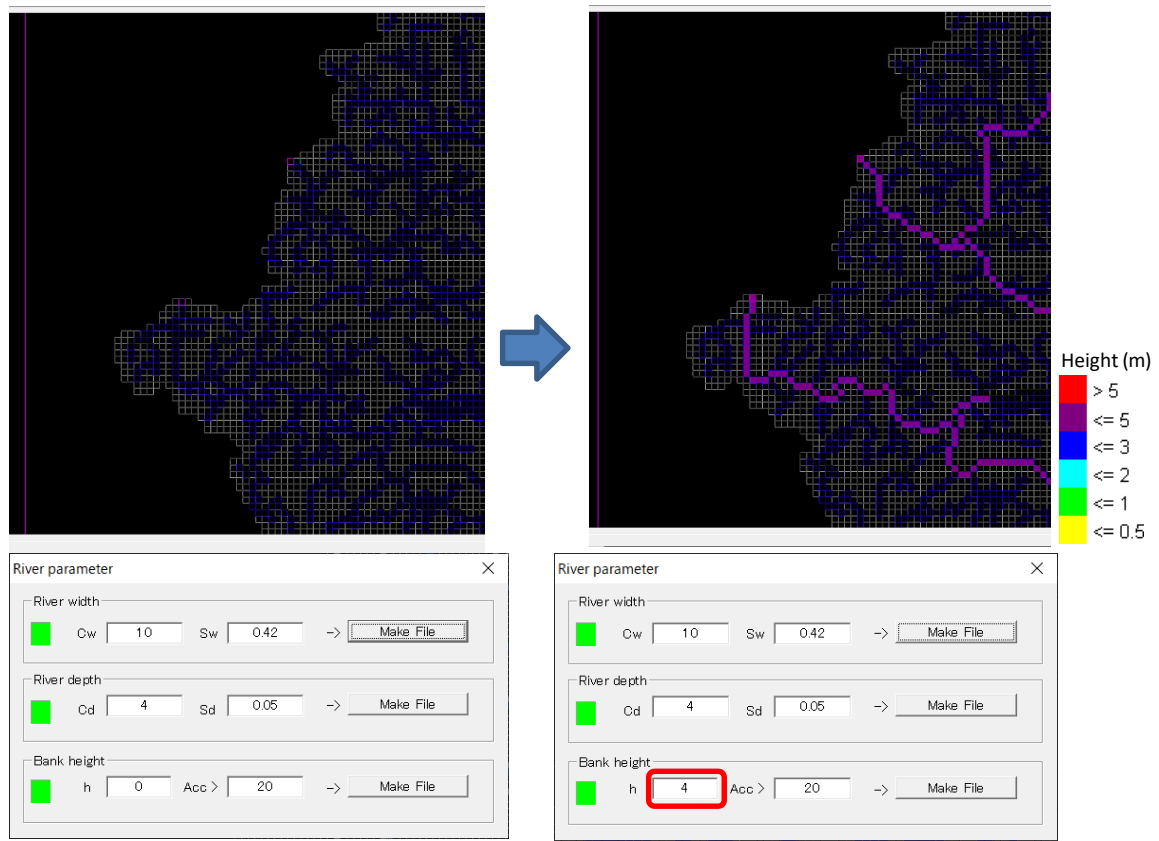 Height (m)
> 5
<= 5
<= 3
<= 2
<= 1
<= 0.5
River parameter
River width
Cw 10 Sw 0.42 -> Make File
River depth
Cd 4 Sd 0.05 -> Make File
Bank height
h 0 Acc > 20 -> Make File
River parameter
River width
Cw 10 Sw 0.42 -> Make File
River depth
Cd 4 Sd 0.05 -> Make File
Bank height
h 4 Acc > 20 -> Make File